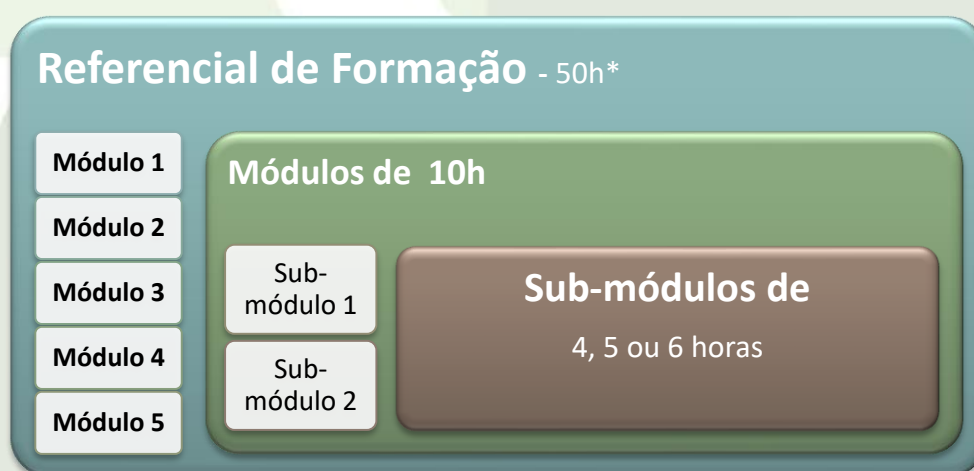 Referencial de Formação - 50h*
Módulo 1
Módulo 2
Módulo 3
Módulo 4
Módulo 5
Módulos de 10h
Sub-
módulo 1
Sub-
módulo 2
Sub-módulos de
4, 5 ou 6 horas